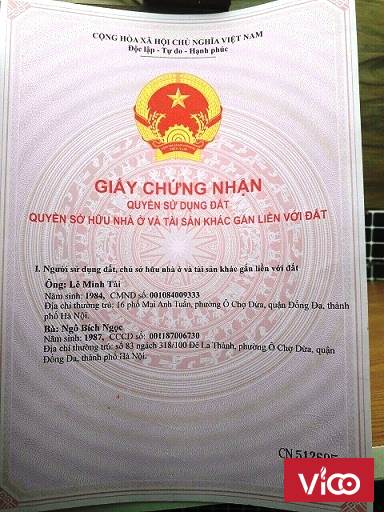 CỘNG HÒA XÃ HỘI CHỦ NGHĨA VIỆT NAM
Độc lập - Tự do - Hạnh phúc
GIẤY CHỨNG NHẬN
QUYỀN SỬ DỤNG ĐẤT
QUYỀN SỞ HỮU NHÀ Ở VÀ TÀI SẢN KHÁC GẮN LIỀN VỚI ĐẤT
I. Người sử dụng đất, chủ sở hữu nhà ở và tài sản khác gắn liền với đất
Ông: Lê Minh Tài
Năm sinh: 1984, CMND số: 001084009333
Địa chỉ thường trú: 16 phố Mai Anh Tuấn, phường Ô Chợ Dừa, quận Đống Đa, thành
phố Hà Nội.
Bà: Ngô Bích Ngọc
Năm sinh: 1987, CCCD số: 001187006730
Địa chỉ thường trú: số 83 ngách 318/100 Đê La Thành, phường Ô Chợ Dừa, quận
Đống Đa, thành phố Hà Nội.
CN
Vico